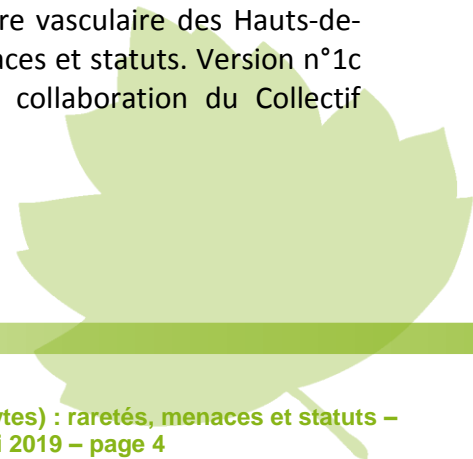 re vasculaire des Hauts-de-
aces et statuts. Version n°1c
collaboration du Collectif
tes) : raretés, menaces et statuts –
i 2019 – page 4